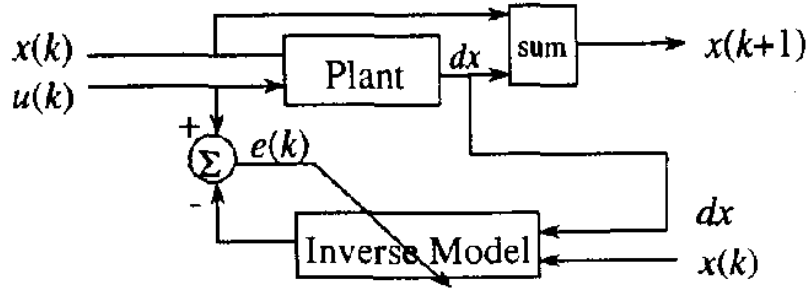 x(k)
u(k)
Plant
dx
sum
x(k+1)
+
Σ
e(k)
-
Inverse Model
dx
x(k)